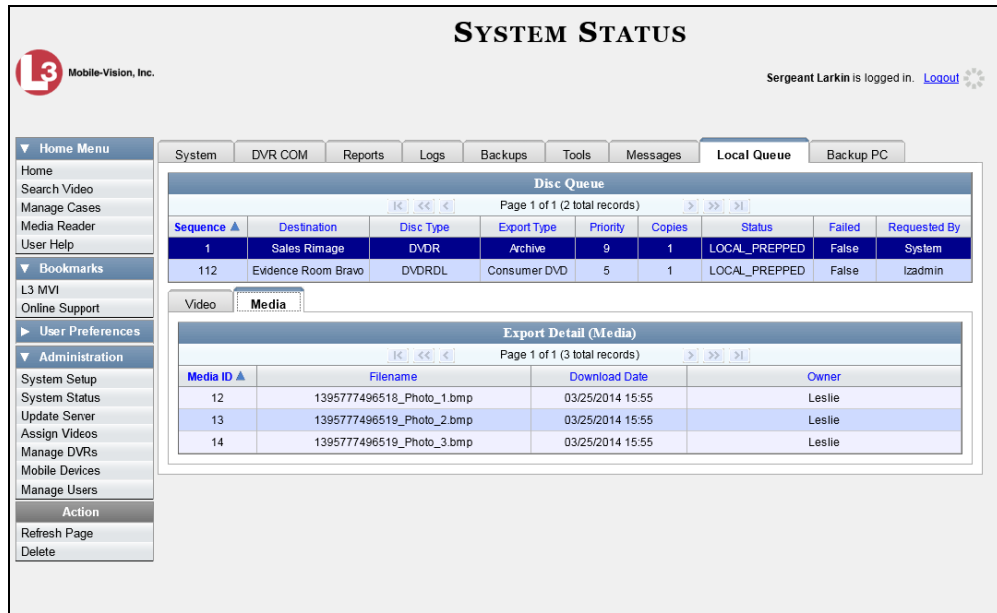 SYSTEM STATUS
L3 Mobile-Vision, Inc.
Sergeant Larkin is logged in. Logout
▼ Home Menu
Home
Search Video
Manage Cases
Media Reader
User Help
▼ Bookmarks
L3 MVI
Online Support
▶ User Preferences
▼ Administration
System Setup
System Status
Update Server
Assign Videos
Manage DVRs
Mobile Devices
Manage Users
Action
Refresh Page
Delete
System DVR COM Reports Logs Backups Tools Messages Local Queue Backup PC
Disc Queue
|< << < Page 1 of 1 (2 total records) > >> >|
Sequence ▲ Destination Disc Type Export Type Priority Copies Status Failed Requested By
1 Sales Rimage DVDR Archive 9 1 LOCAL_PREPPED False System
112 Evidence Room Bravo DVDRDL Consumer DVD 5 1 LOCAL_PREPPED False lzadmin
Video Media
Export Detail (Media)
|< << < Page 1 of 1 (3 total records) > >> >|
Media ID ▲ Filename Download Date Owner
12 1395777496518_Photo_1.bmp 03/25/2014 15:55 Leslie
13 1395777496519_Photo_2.bmp 03/25/2014 15:55 Leslie
14 1395777496519_Photo_3.bmp 03/25/2014 15:55 Leslie